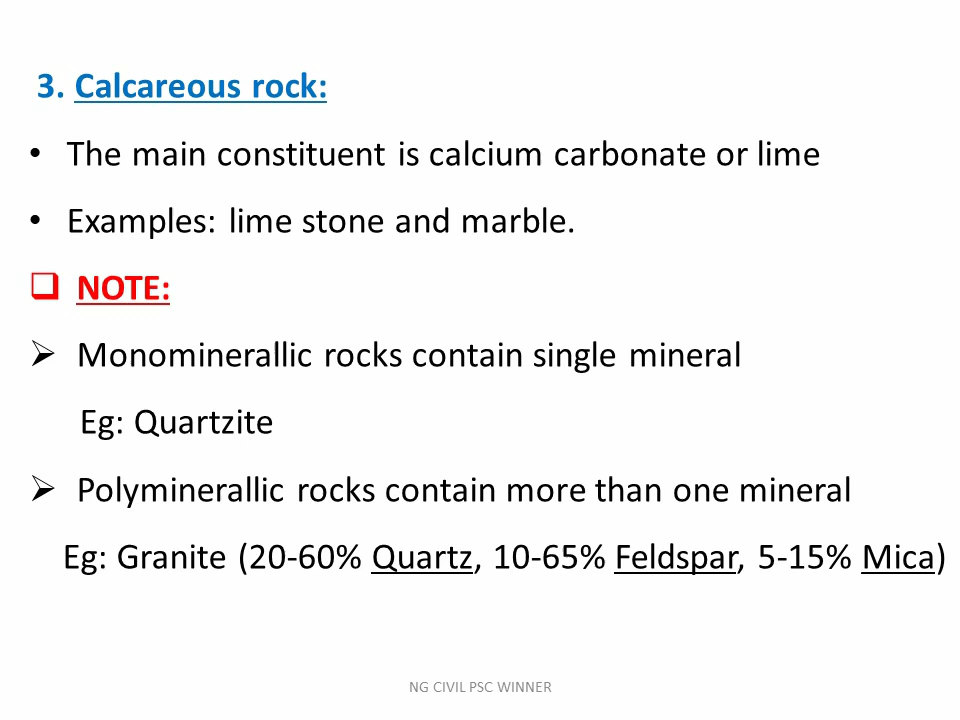 3. Calcareous rock:
• The main constituent is calcium carbonate or lime
• Examples: lime stone and marble.
❑ NOTE:
➢ Monominerallic rocks contain single mineral
Eg: Quartzite
➢ Polyminerallic rocks contain more than one mineral
Eg: Granite (20-60% Quartz, 10-65% Feldspar, 5-15% Mica)
NG CIVIL PSC WINNER